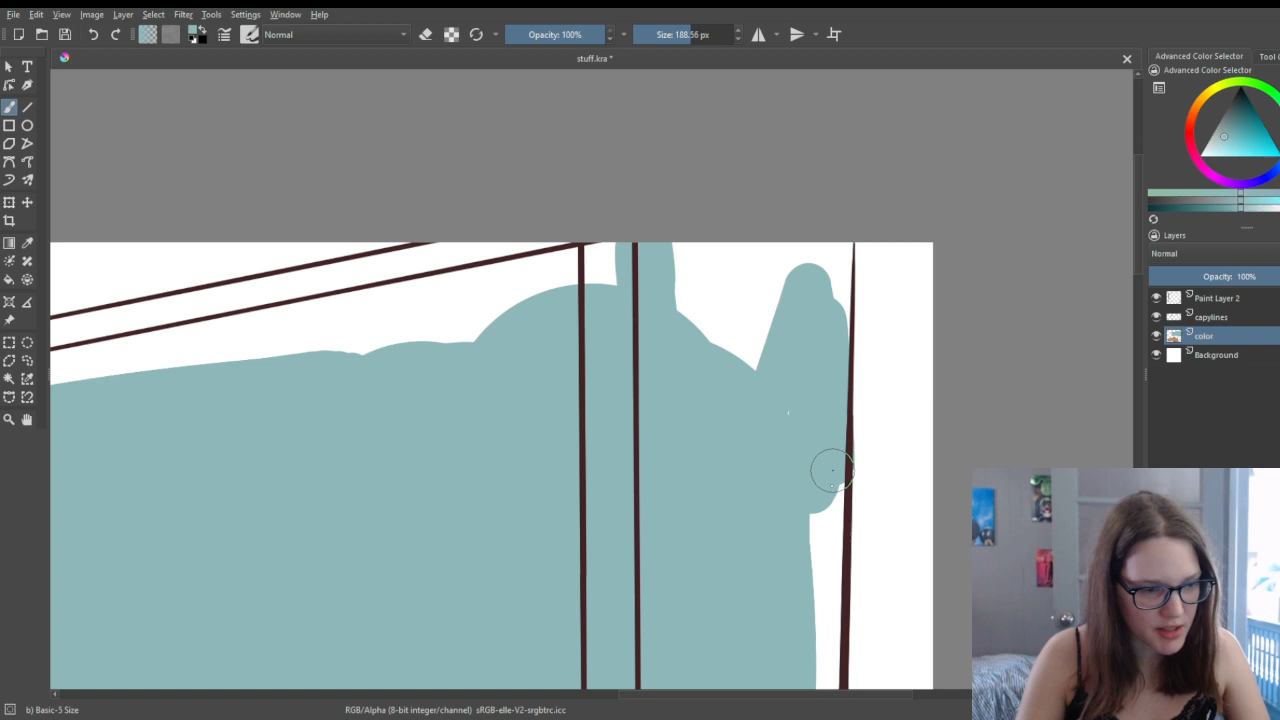 File Edit View Image Layer Select Filter Tools Settings Window Help
Normal Opacity: 100% Size: 188.56 px
stuff.kra *
Advanced Color Selector Tool
Advanced Color Selector
Layers
Normal
Opacity: 100%
Paint Layer 2
capylines
color
Background
b) Basic-5 Size RGB/Alpha (8-bit integer/channel) sRGB-elle-V2-srgbtrc.icc